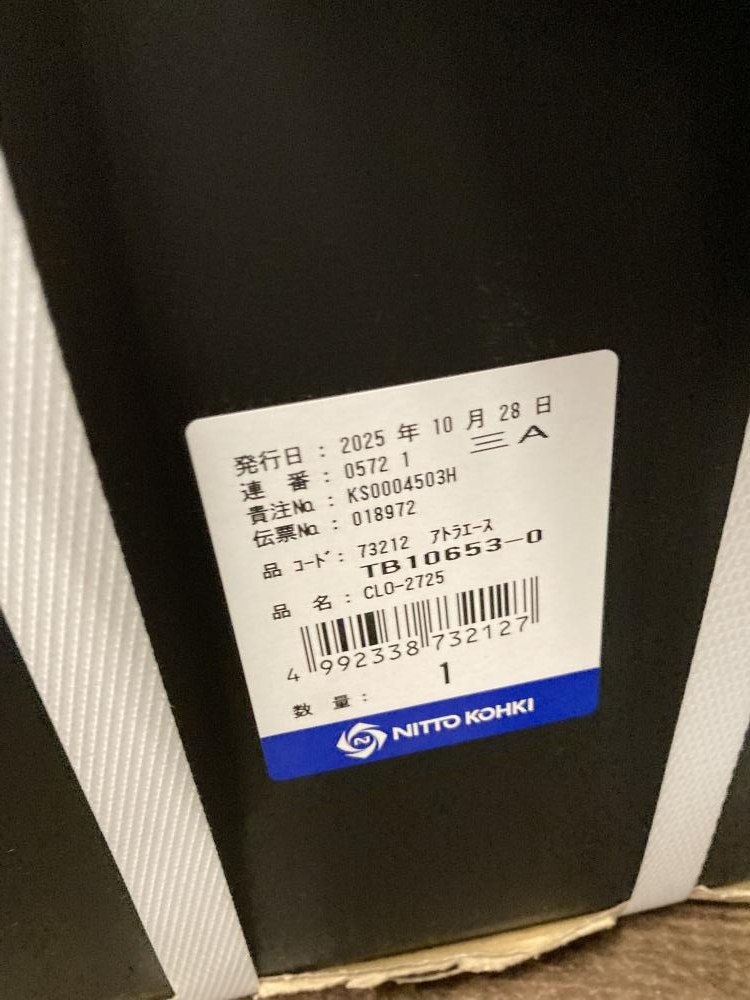 発行日 : 2025 年 10 月 28 日
連 番 : 0572 1 三A
貴注No. : KS0004503H
伝票No. : 018972
品 コード : 73212 アトラエース
TB10653-0
品 名 : CLO-2725
4 992338 732127
数 量 : 1
NITTO KOHKI